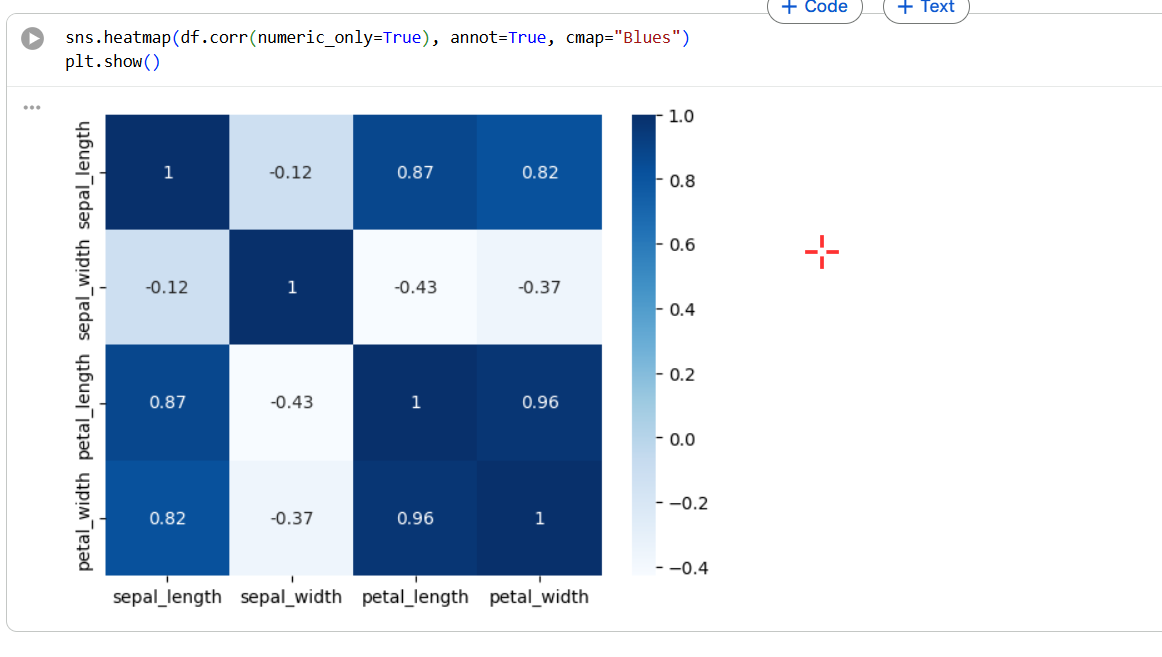 + Code + Text
sns.heatmap(df.corr(numeric_only=True), annot=True, cmap="Blues")
plt.show()
sepal_length
1 -0.12 0.87 0.82
sepal_width
-0.12 1 -0.43 -0.37
petal_length
0.87 -0.43 1 0.96
petal_width
0.82 -0.37 0.96 1
sepal_length sepal_width petal_length petal_width
1.0
0.8
0.6
0.4
0.2
0.0
−0.2
−0.4